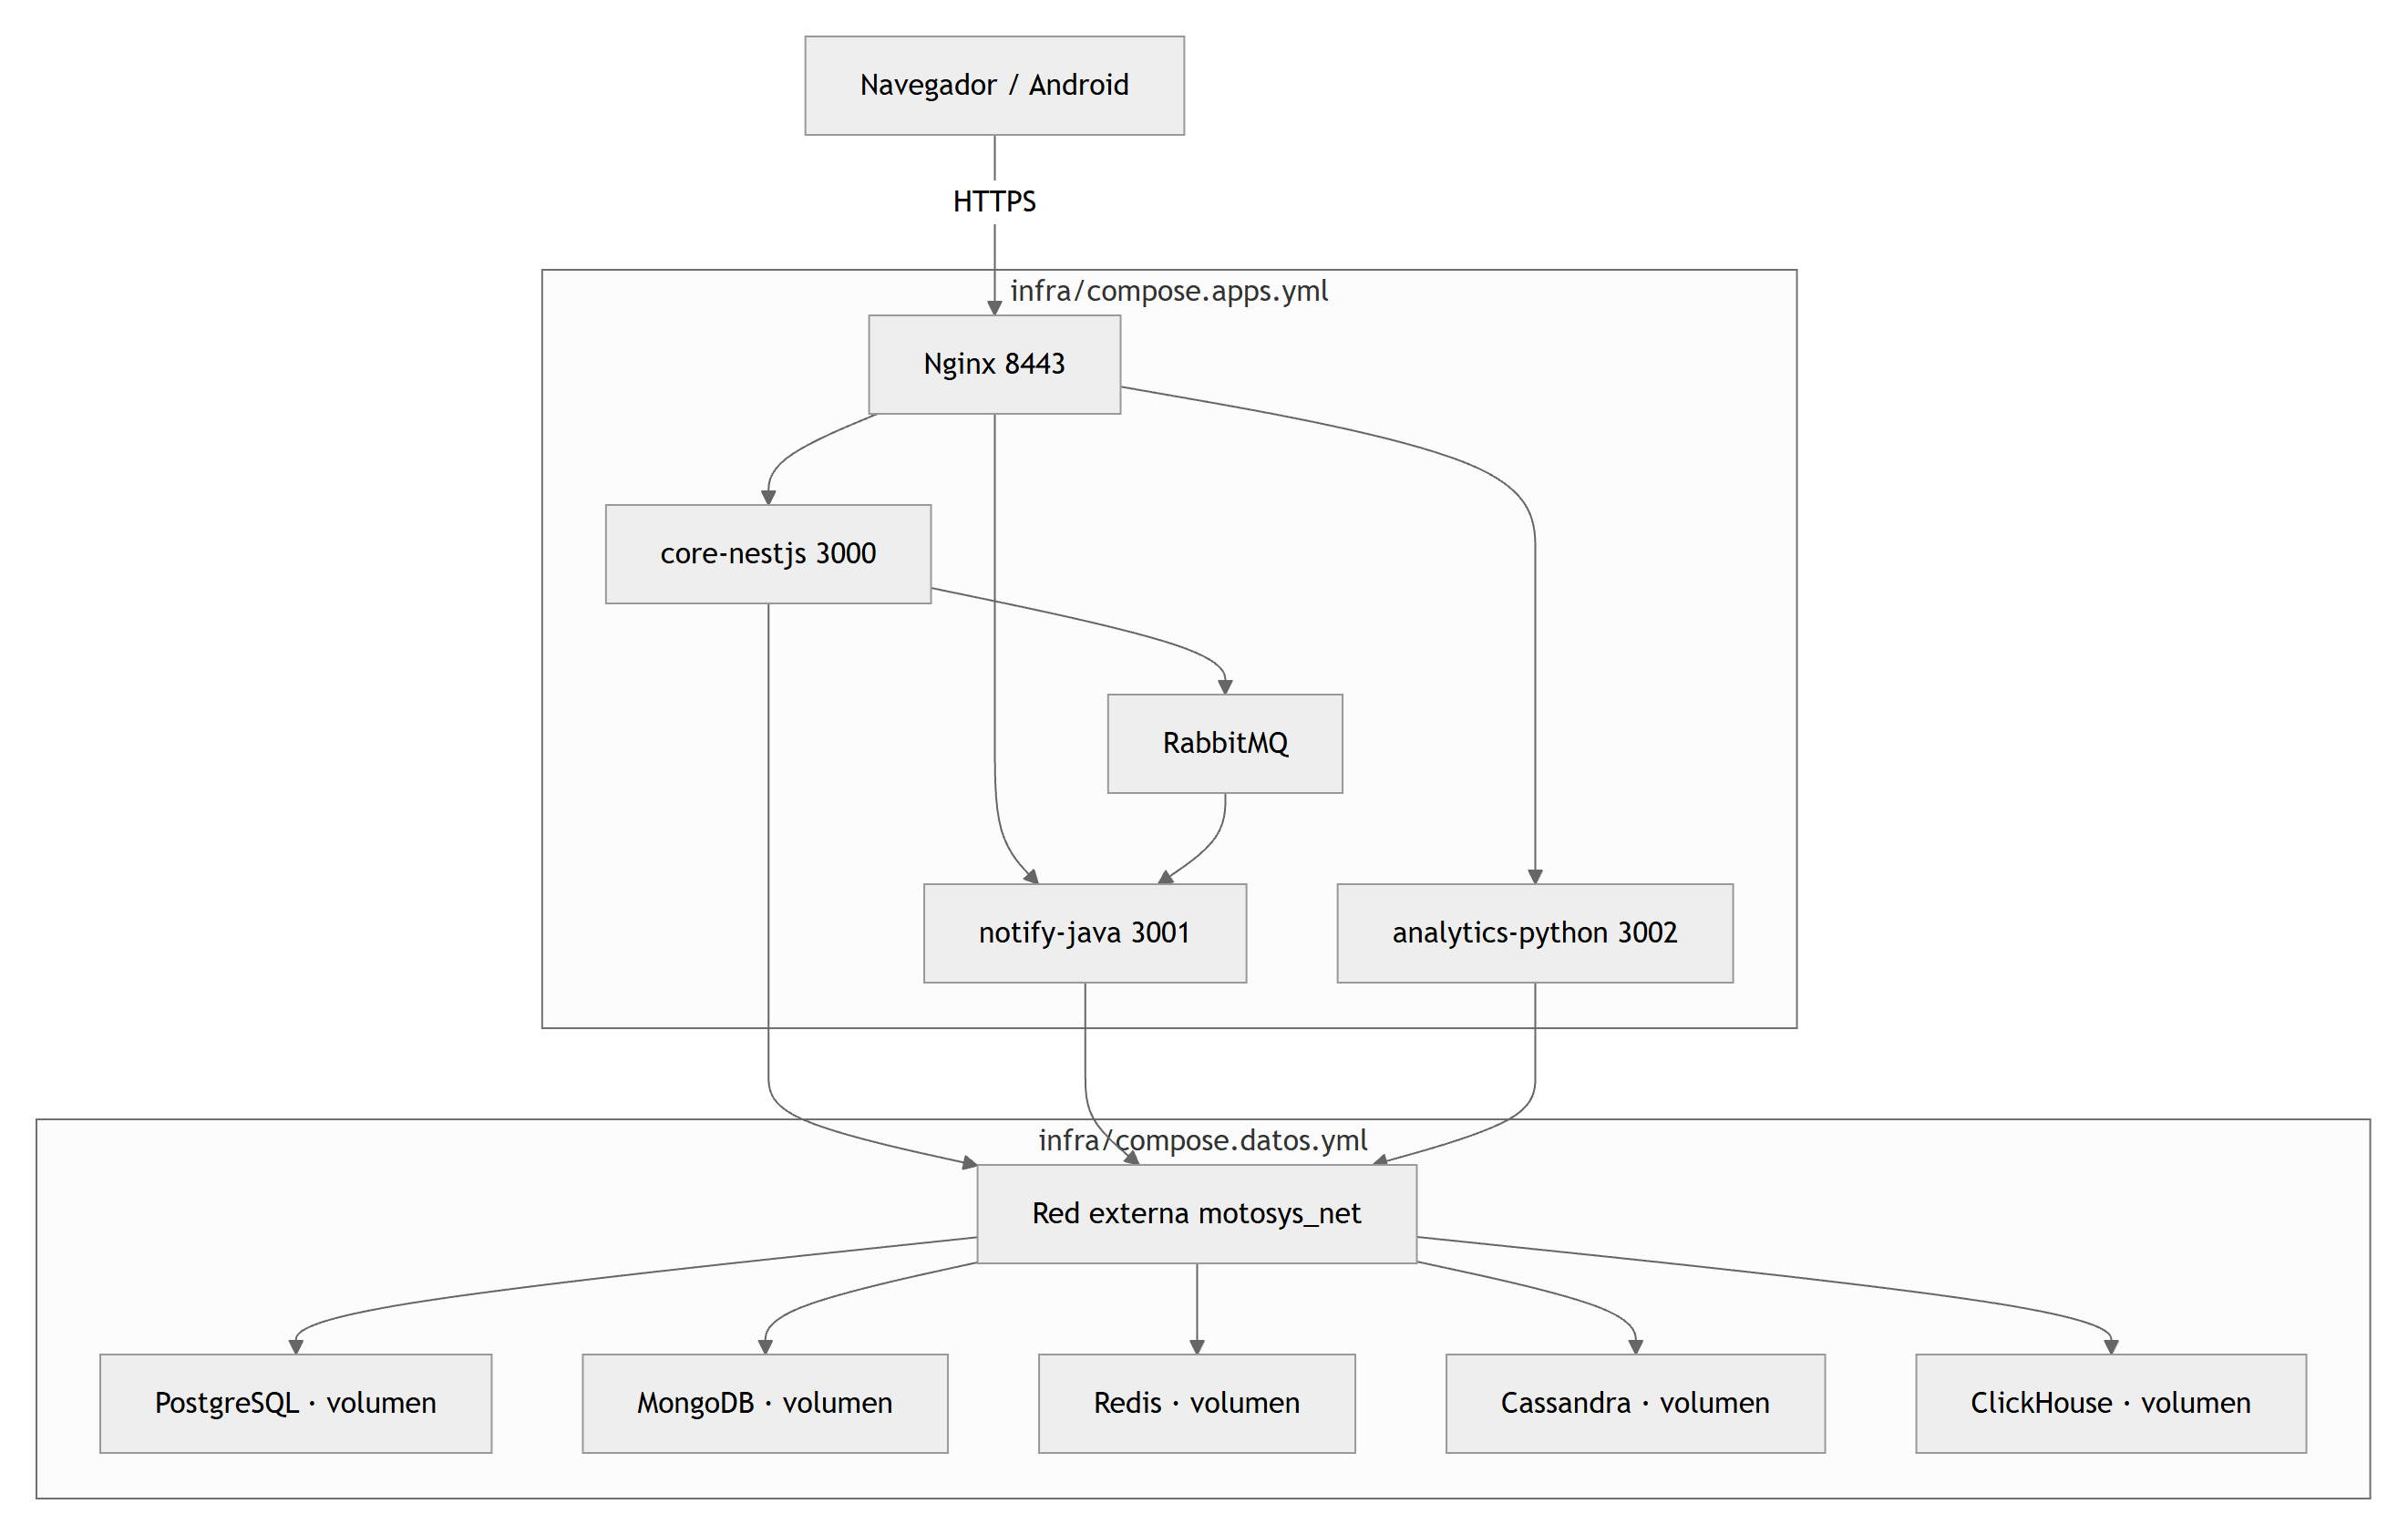 Navegador / Android
HTTPS
infra/compose.apps.yml
Nginx 8443
core-nestjs 3000
RabbitMQ
notify-java 3001
analytics-python 3002
infra/compose.datos.yml
Red externa motosys_net
PostgreSQL · volumen
MongoDB · volumen
Redis · volumen
Cassandra · volumen
ClickHouse · volumen